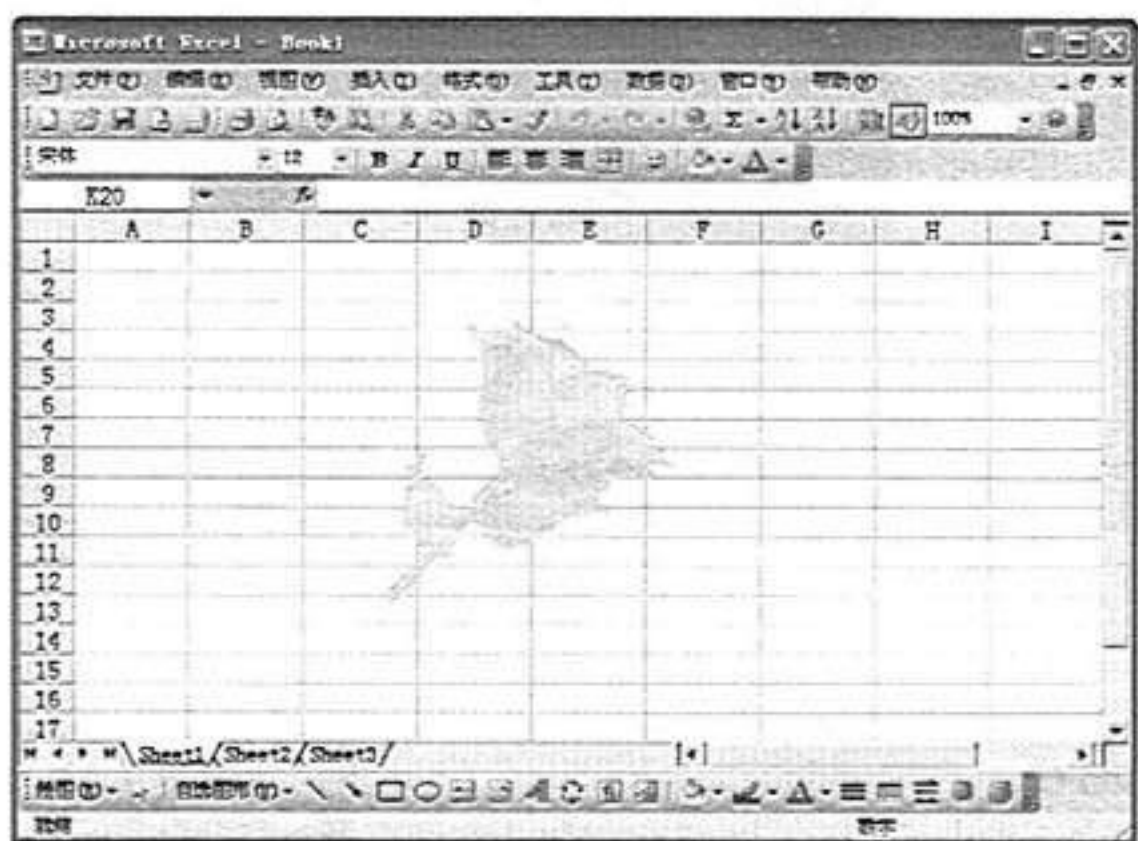 Microsoft Excel - Book1
文件(F) 编辑(E) 视图(V) 插入(I) 格式(O) 工具(T) 数据(D) 窗口(W) 帮助(H)
Σ 100%
宋体 12 B I U A
K20 fx
A B C D E F G H I
1
2
3
4
5
6
7
8
9
10
11
12
13
14
15
16
17
Sheet1/Sheet2/Sheet3/
绘图(D) 自选图形(U) A A
就绪 数字